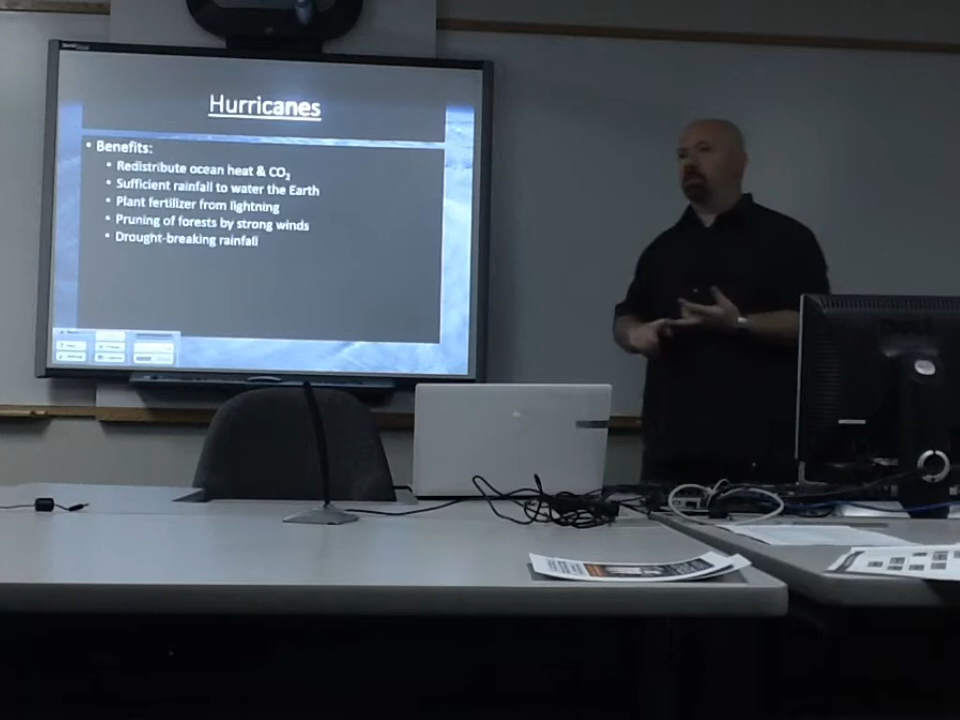 Hurricanes
• Benefits:
• Redistribute ocean heat & CO₂
• Sufficient rainfall to water the Earth
• Plant fertilizer from lightning
• Pruning of forests by strong winds
• Drought-breaking rainfall
DELL